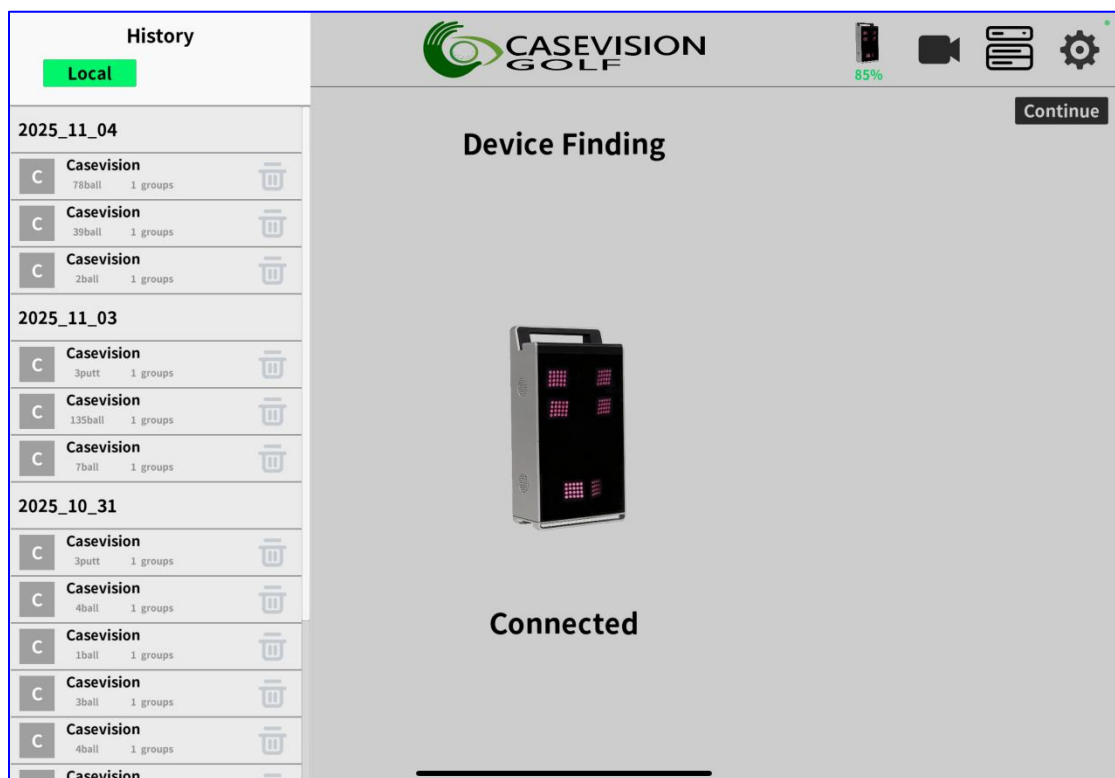 History
Local
2025_11_04
C
Casevision
78ball 1 groups
C
Casevision
39ball 1 groups
C
Casevision
2ball 1 groups
2025_11_03
C
Casevision
3putt 1 groups
C
Casevision
135ball 1 groups
C
Casevision
7ball 1 groups
2025_10_31
C
Casevision
3putt 1 groups
C
Casevision
4ball 1 groups
C
Casevision
1ball 1 groups
C
Casevision
3ball 1 groups
C
Casevision
4ball 1 groups
Casevision
CASEVISION
GOLF
85%
Continue
Device Finding
Connected